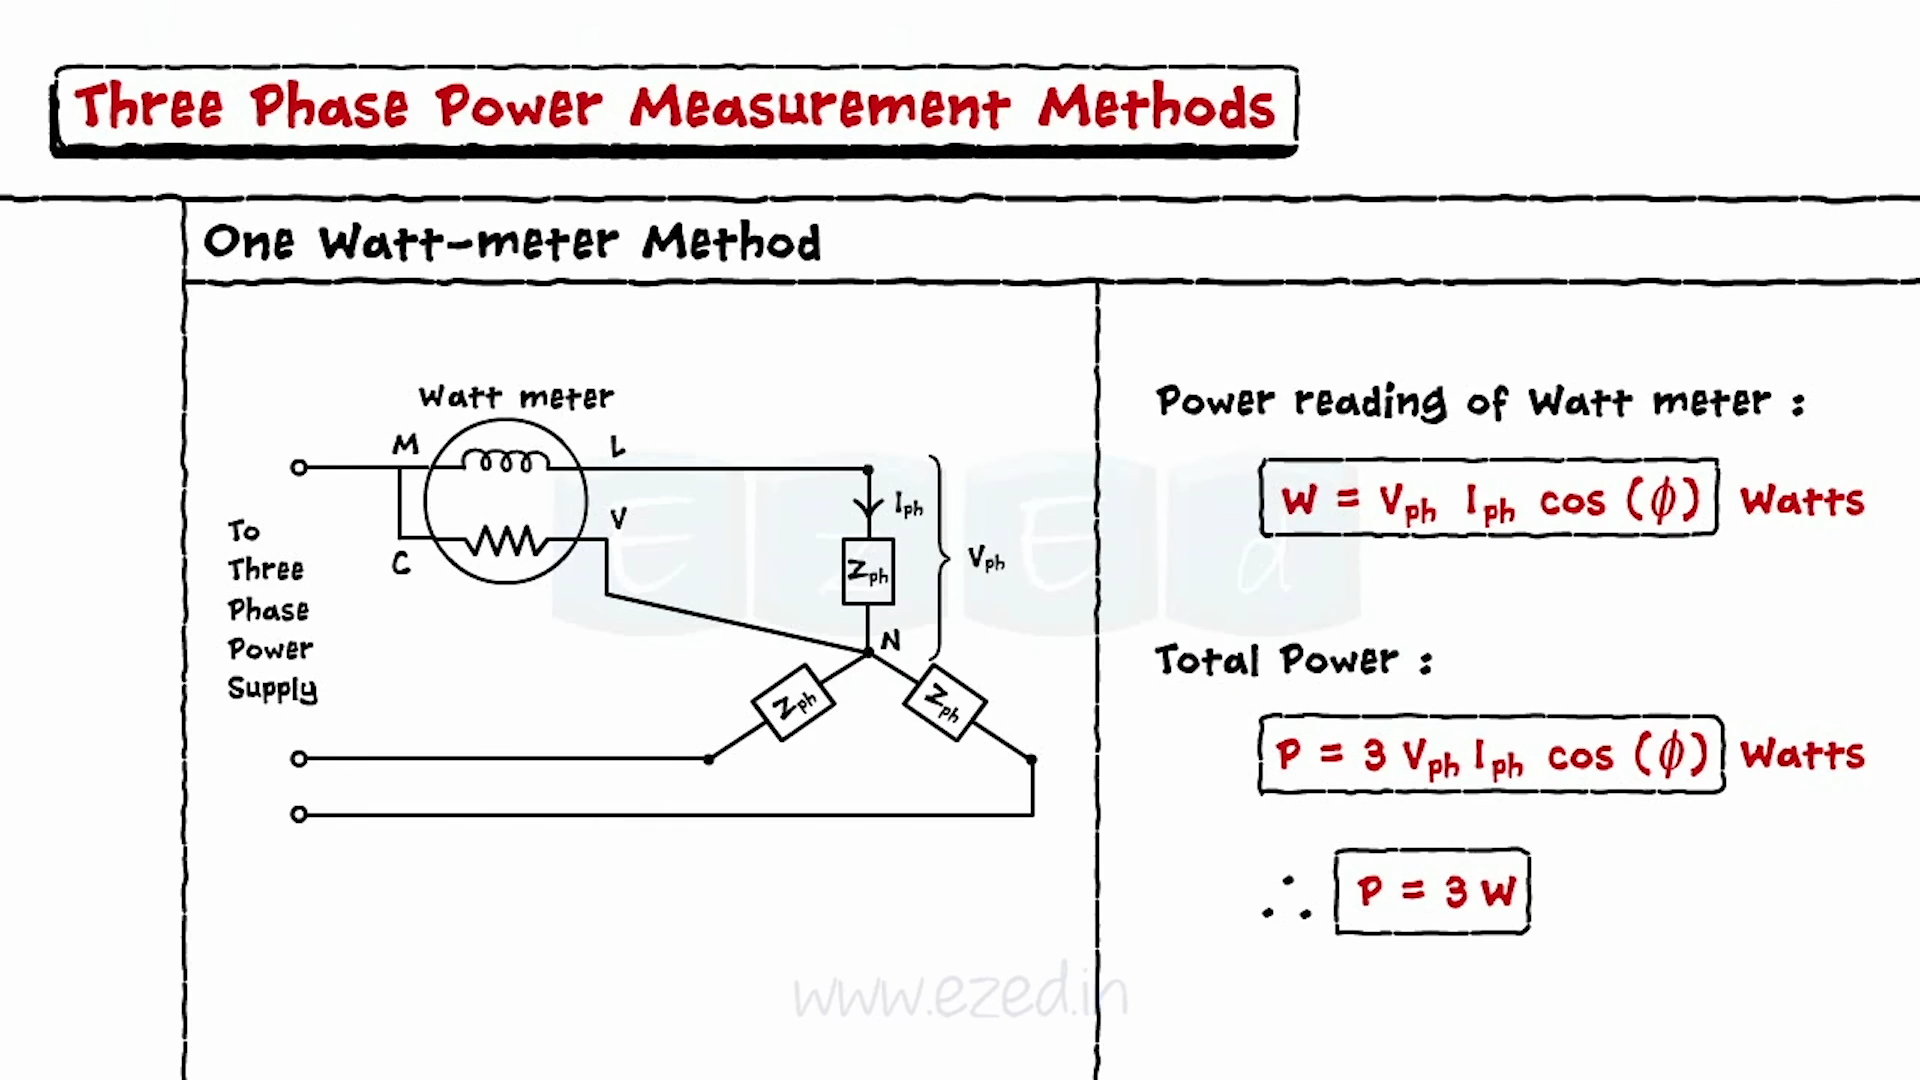 Three Phase Power Measurement Methods
One Watt-meter Method
Watt meter
M
L
C
V
To
Three
Phase
Power
Supply
Iph
Zph
Vph
N
Zph
Zph
Power reading of Watt meter :
W = Vph Iph cos (ϕ) Watts
Total Power :
P = 3 Vph Iph cos (ϕ) Watts
∴ P = 3 W
E z E d
www.ezed.in